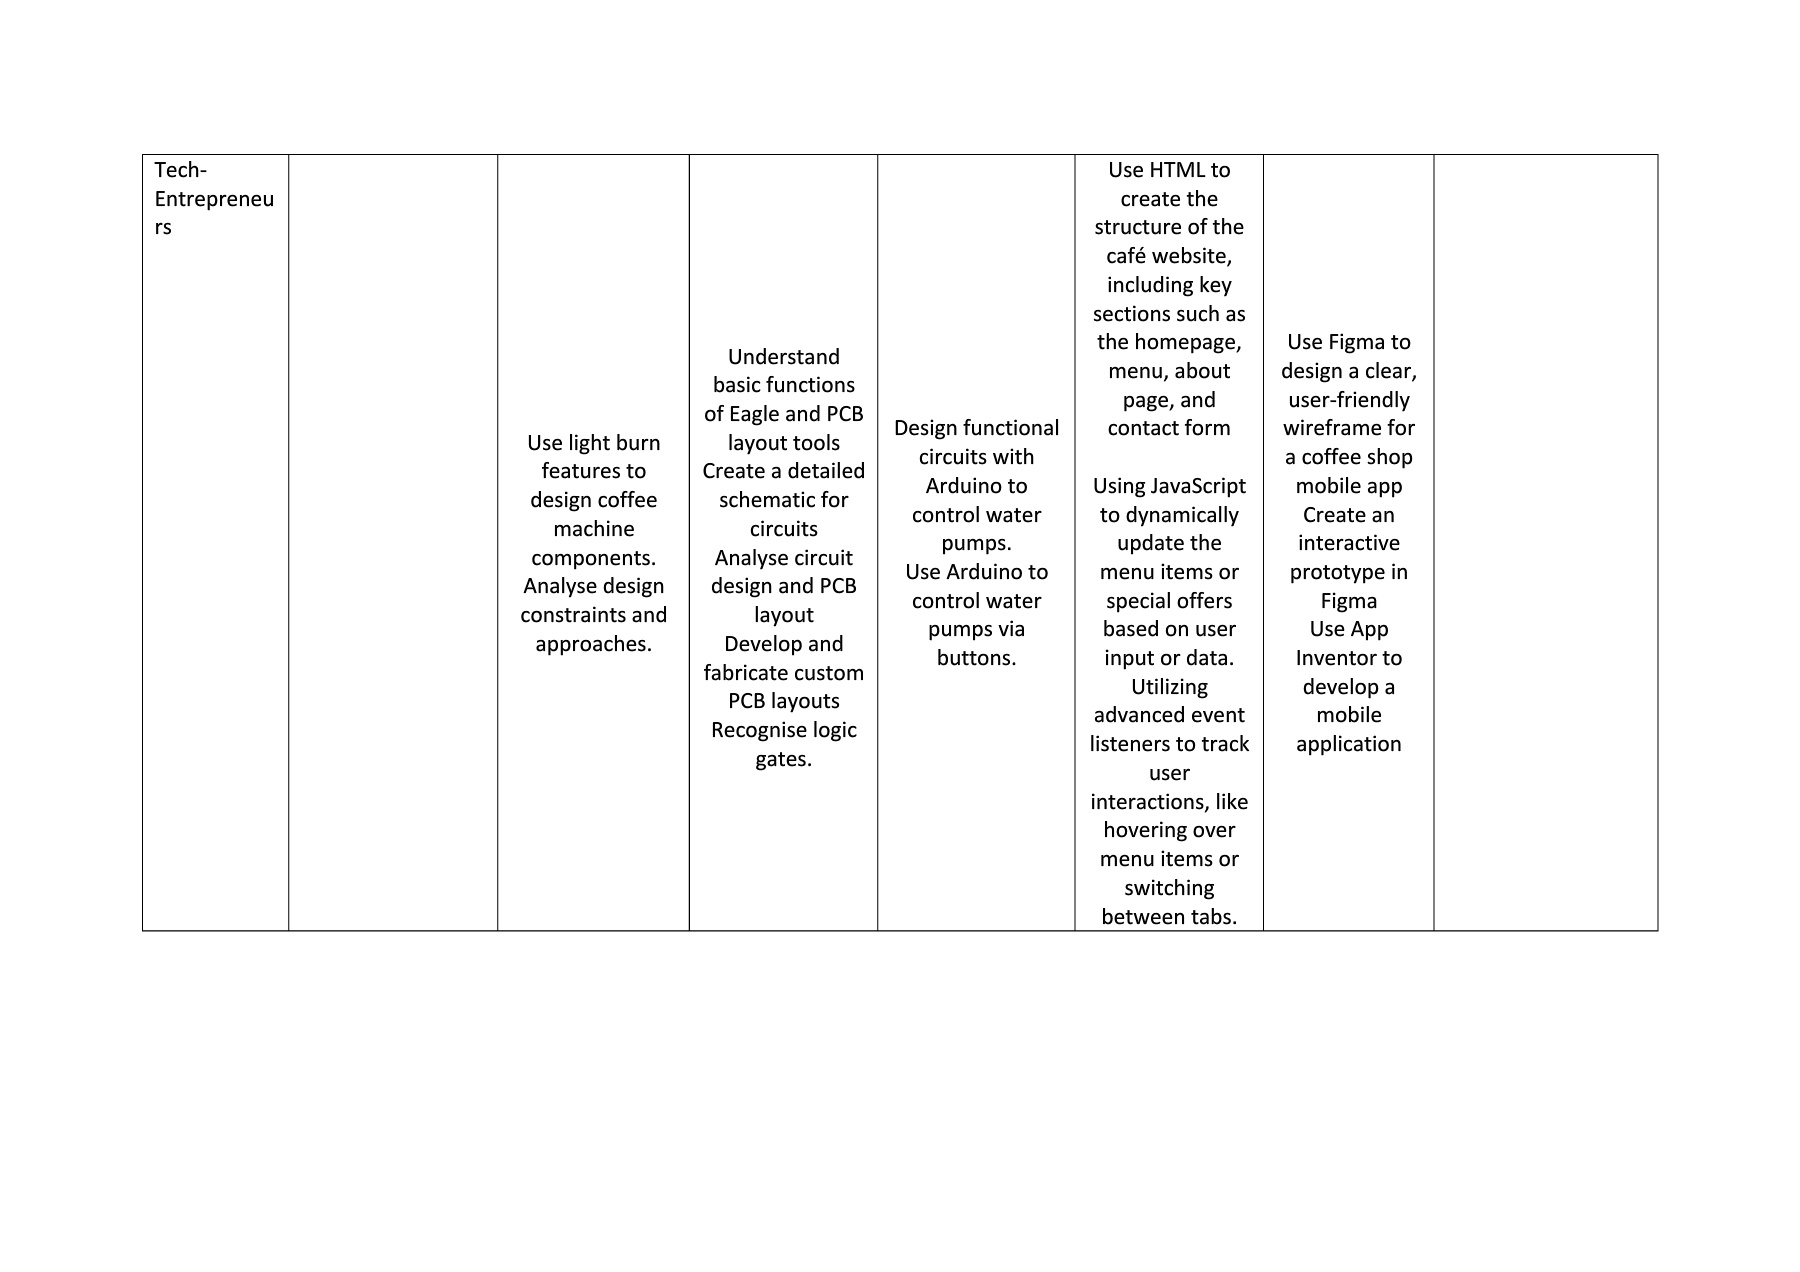 Tech-
Entrepreneu
rs
Use light burn
features to
design coffee
machine
components.
Analyse design
constraints and
approaches.
Understand
basic functions
of Eagle and PCB
layout tools
Create a detailed
schematic for
circuits
Analyse circuit
design and PCB
layout
Develop and
fabricate custom
PCB layouts
Recognise logic
gates.
Design functional
circuits with
Arduino to
control water
pumps.
Use Arduino to
control water
pumps via
buttons.
Use HTML to
create the
structure of the
café website,
including key
sections such as
the homepage,
menu, about
page, and
contact form
Using JavaScript
to dynamically
update the
menu items or
special offers
based on user
input or data.
Utilizing
advanced event
listeners to track
user
interactions, like
hovering over
menu items or
switching
between tabs.
Use Figma to
design a clear,
user-friendly
wireframe for
a coffee shop
mobile app
Create an
interactive
prototype in
Figma
Use App
Inventor to
develop a
mobile
application